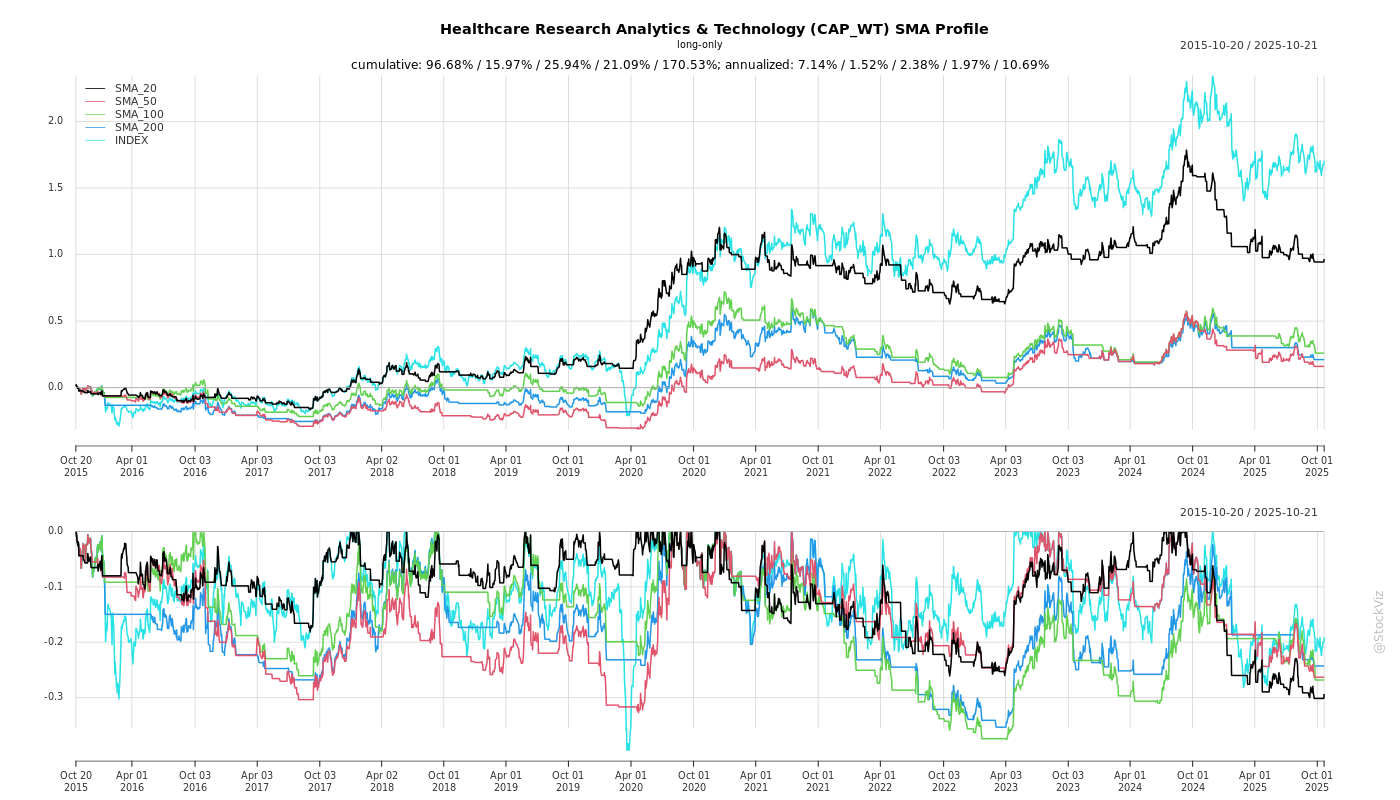 Healthcare Research Analytics & Technology (CAP_WT) SMA Profile
long-only
2015-10-20 / 2025-10-21
cumulative: 96.68% / 15.97% / 25.94% / 21.09% / 170.53%; annualized: 7.14% / 1.52% / 2.38% / 1.97% / 10.69%
SMA_20
SMA_50
SMA_100
SMA_200
INDEX
2.0
1.5
1.0
0.5
0.0
Oct 20 Apr 01 Oct 03 Apr 03 Oct 03 Apr 02 Oct 01 Apr 01 Oct 01 Apr 01 Oct 01 Apr 01 Oct 01 Apr 01 Oct 03 Apr 03 Oct 03 Apr 01 Oct 01 Apr 01 Oct 01
2015 2016 2016 2017 2017 2018 2018 2019 2019 2020 2020 2021 2021 2022 2022 2023 2023 2024 2024 2025 2025
2015-10-20 / 2025-10-21
0.0
-0.1
-0.2
-0.3
Oct 20 Apr 01 Oct 03 Apr 03 Oct 03 Apr 02 Oct 01 Apr 01 Oct 01 Apr 01 Oct 01 Apr 01 Oct 01 Apr 01 Oct 03 Apr 03 Oct 03 Apr 01 Oct 01 Apr 01 Oct 01
2015 2016 2016 2017 2017 2018 2018 2019 2019 2020 2020 2021 2021 2022 2022 2023 2023 2024 2024 2025 2025
@StockViz